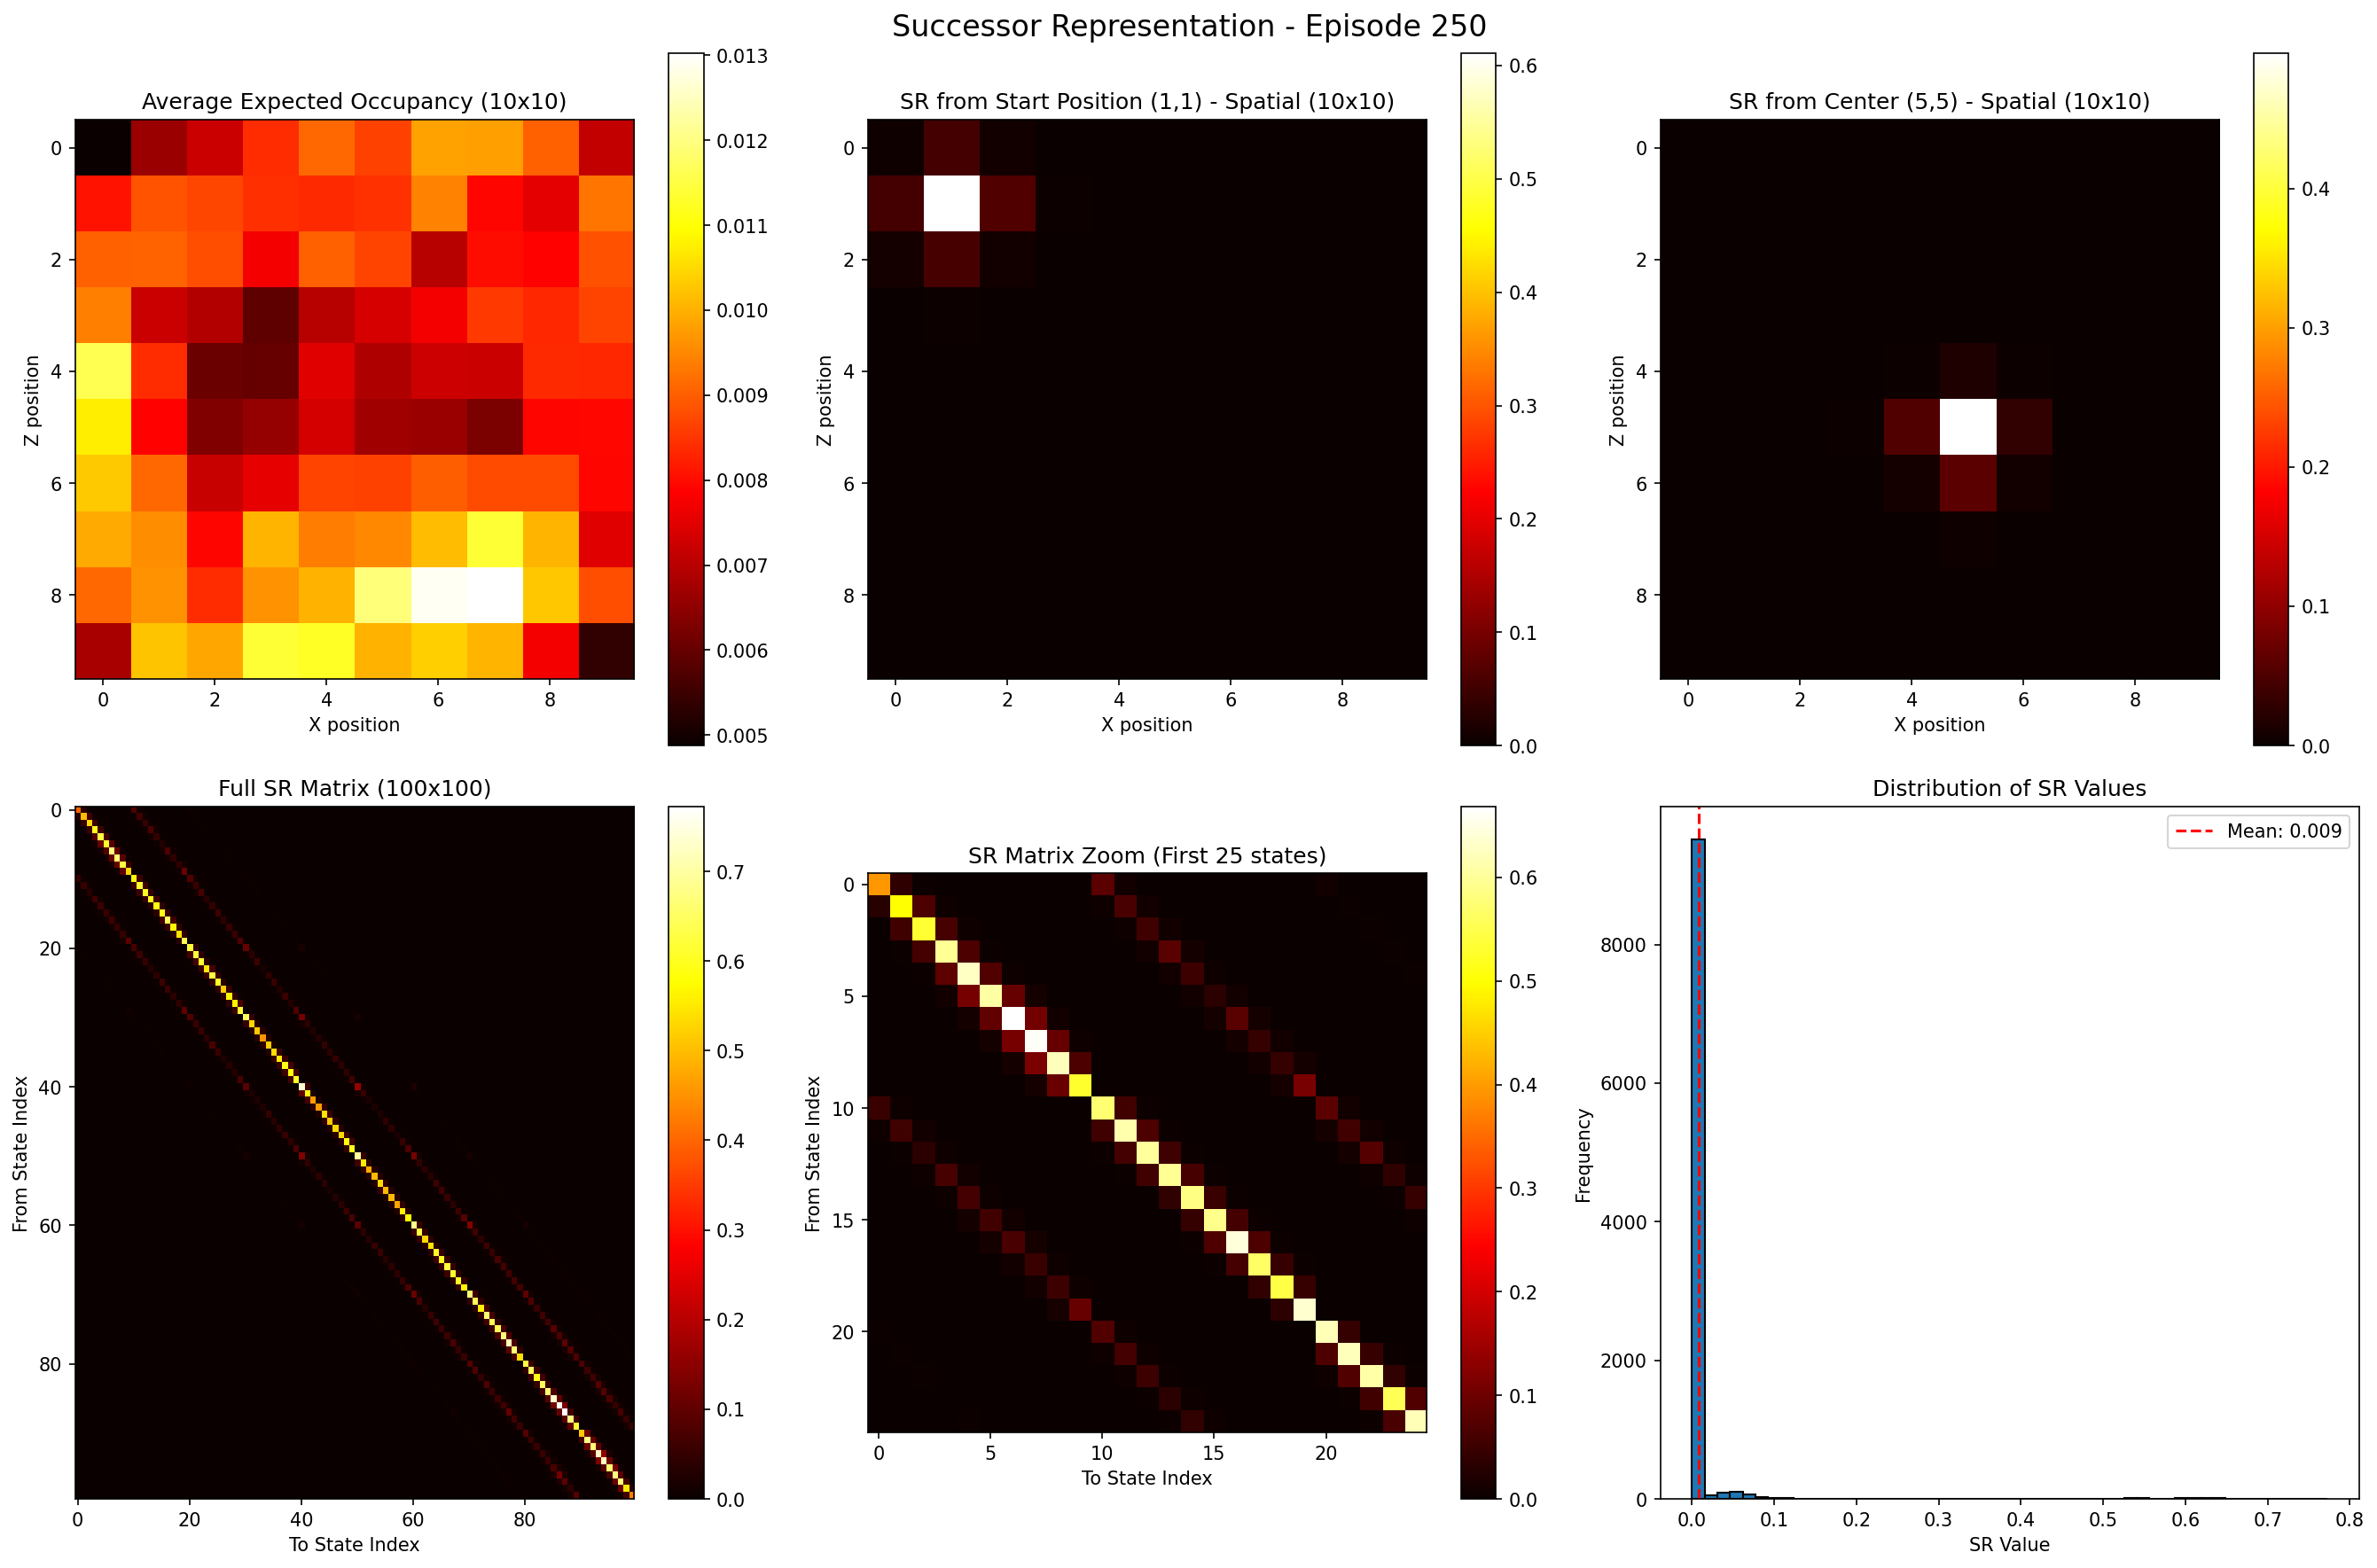 Successor Representation - Episode 250
Average Expected Occupancy (10x10)
0
2
4
6
8
Z position
0 2 4 6 8
X position
0.013
0.012
0.011
0.010
0.009
0.008
0.007
0.006
0.005
SR from Start Position (1,1) - Spatial (10x10)
0
2
4
6
8
Z position
0 2 4 6 8
X position
0.6
0.5
0.4
0.3
0.2
0.1
0.0
SR from Center (5,5) - Spatial (10x10)
0
2
4
6
8
Z position
0 2 4 6 8
X position
0.4
0.3
0.2
0.1
0.0
Full SR Matrix (100x100)
0
20
40
60
80
From State Index
0 20 40 60 80
To State Index
0.7
0.6
0.5
0.4
0.3
0.2
0.1
0.0
SR Matrix Zoom (First 25 states)
0
5
10
15
20
From State Index
0 5 10 15 20
To State Index
0.6
0.5
0.4
0.3
0.2
0.1
0.0
Distribution of SR Values
Mean: 0.009
8000
6000
4000
2000
0
Frequency
0.0 0.1 0.2 0.3 0.4 0.5 0.6 0.7 0.8
SR Value